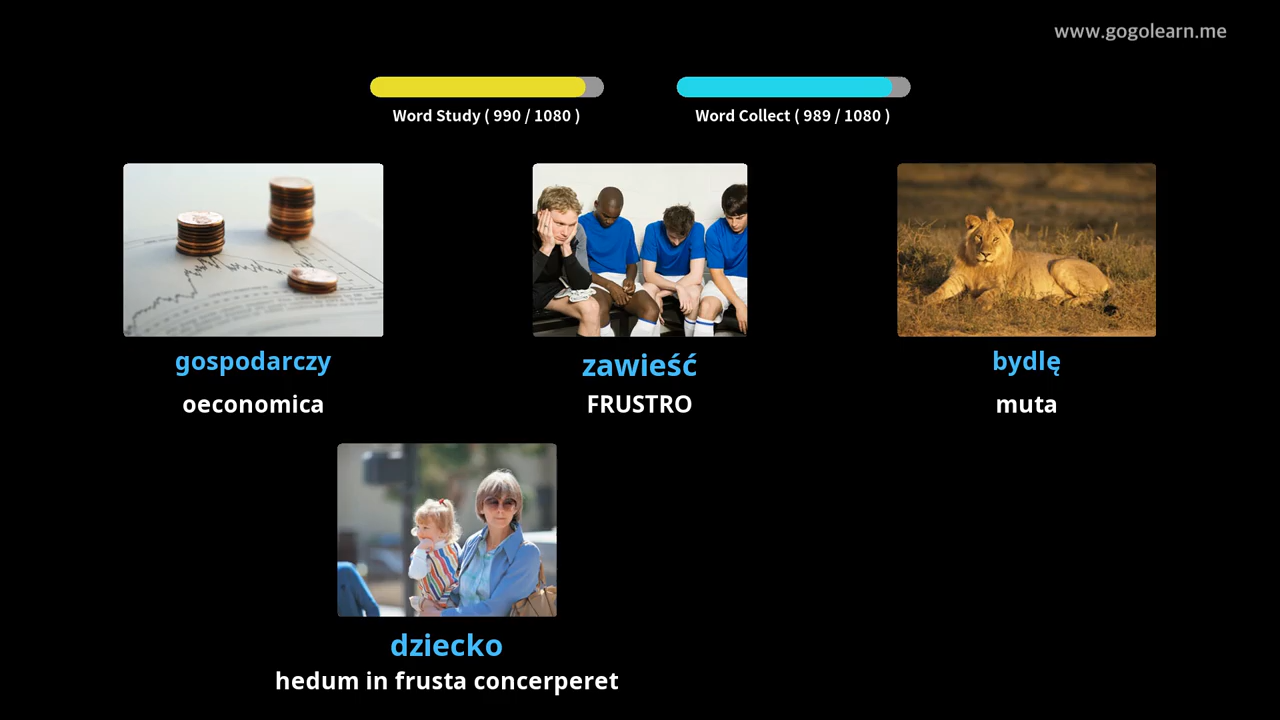 www.gogolearn.me
Word Study ( 990 / 1080 )
Word Collect ( 989 / 1080 )
gospodarczy
oeconomica
zawieść
FRUSTRO
bydlę
muta
dziecko
hedum in frusta concerperet